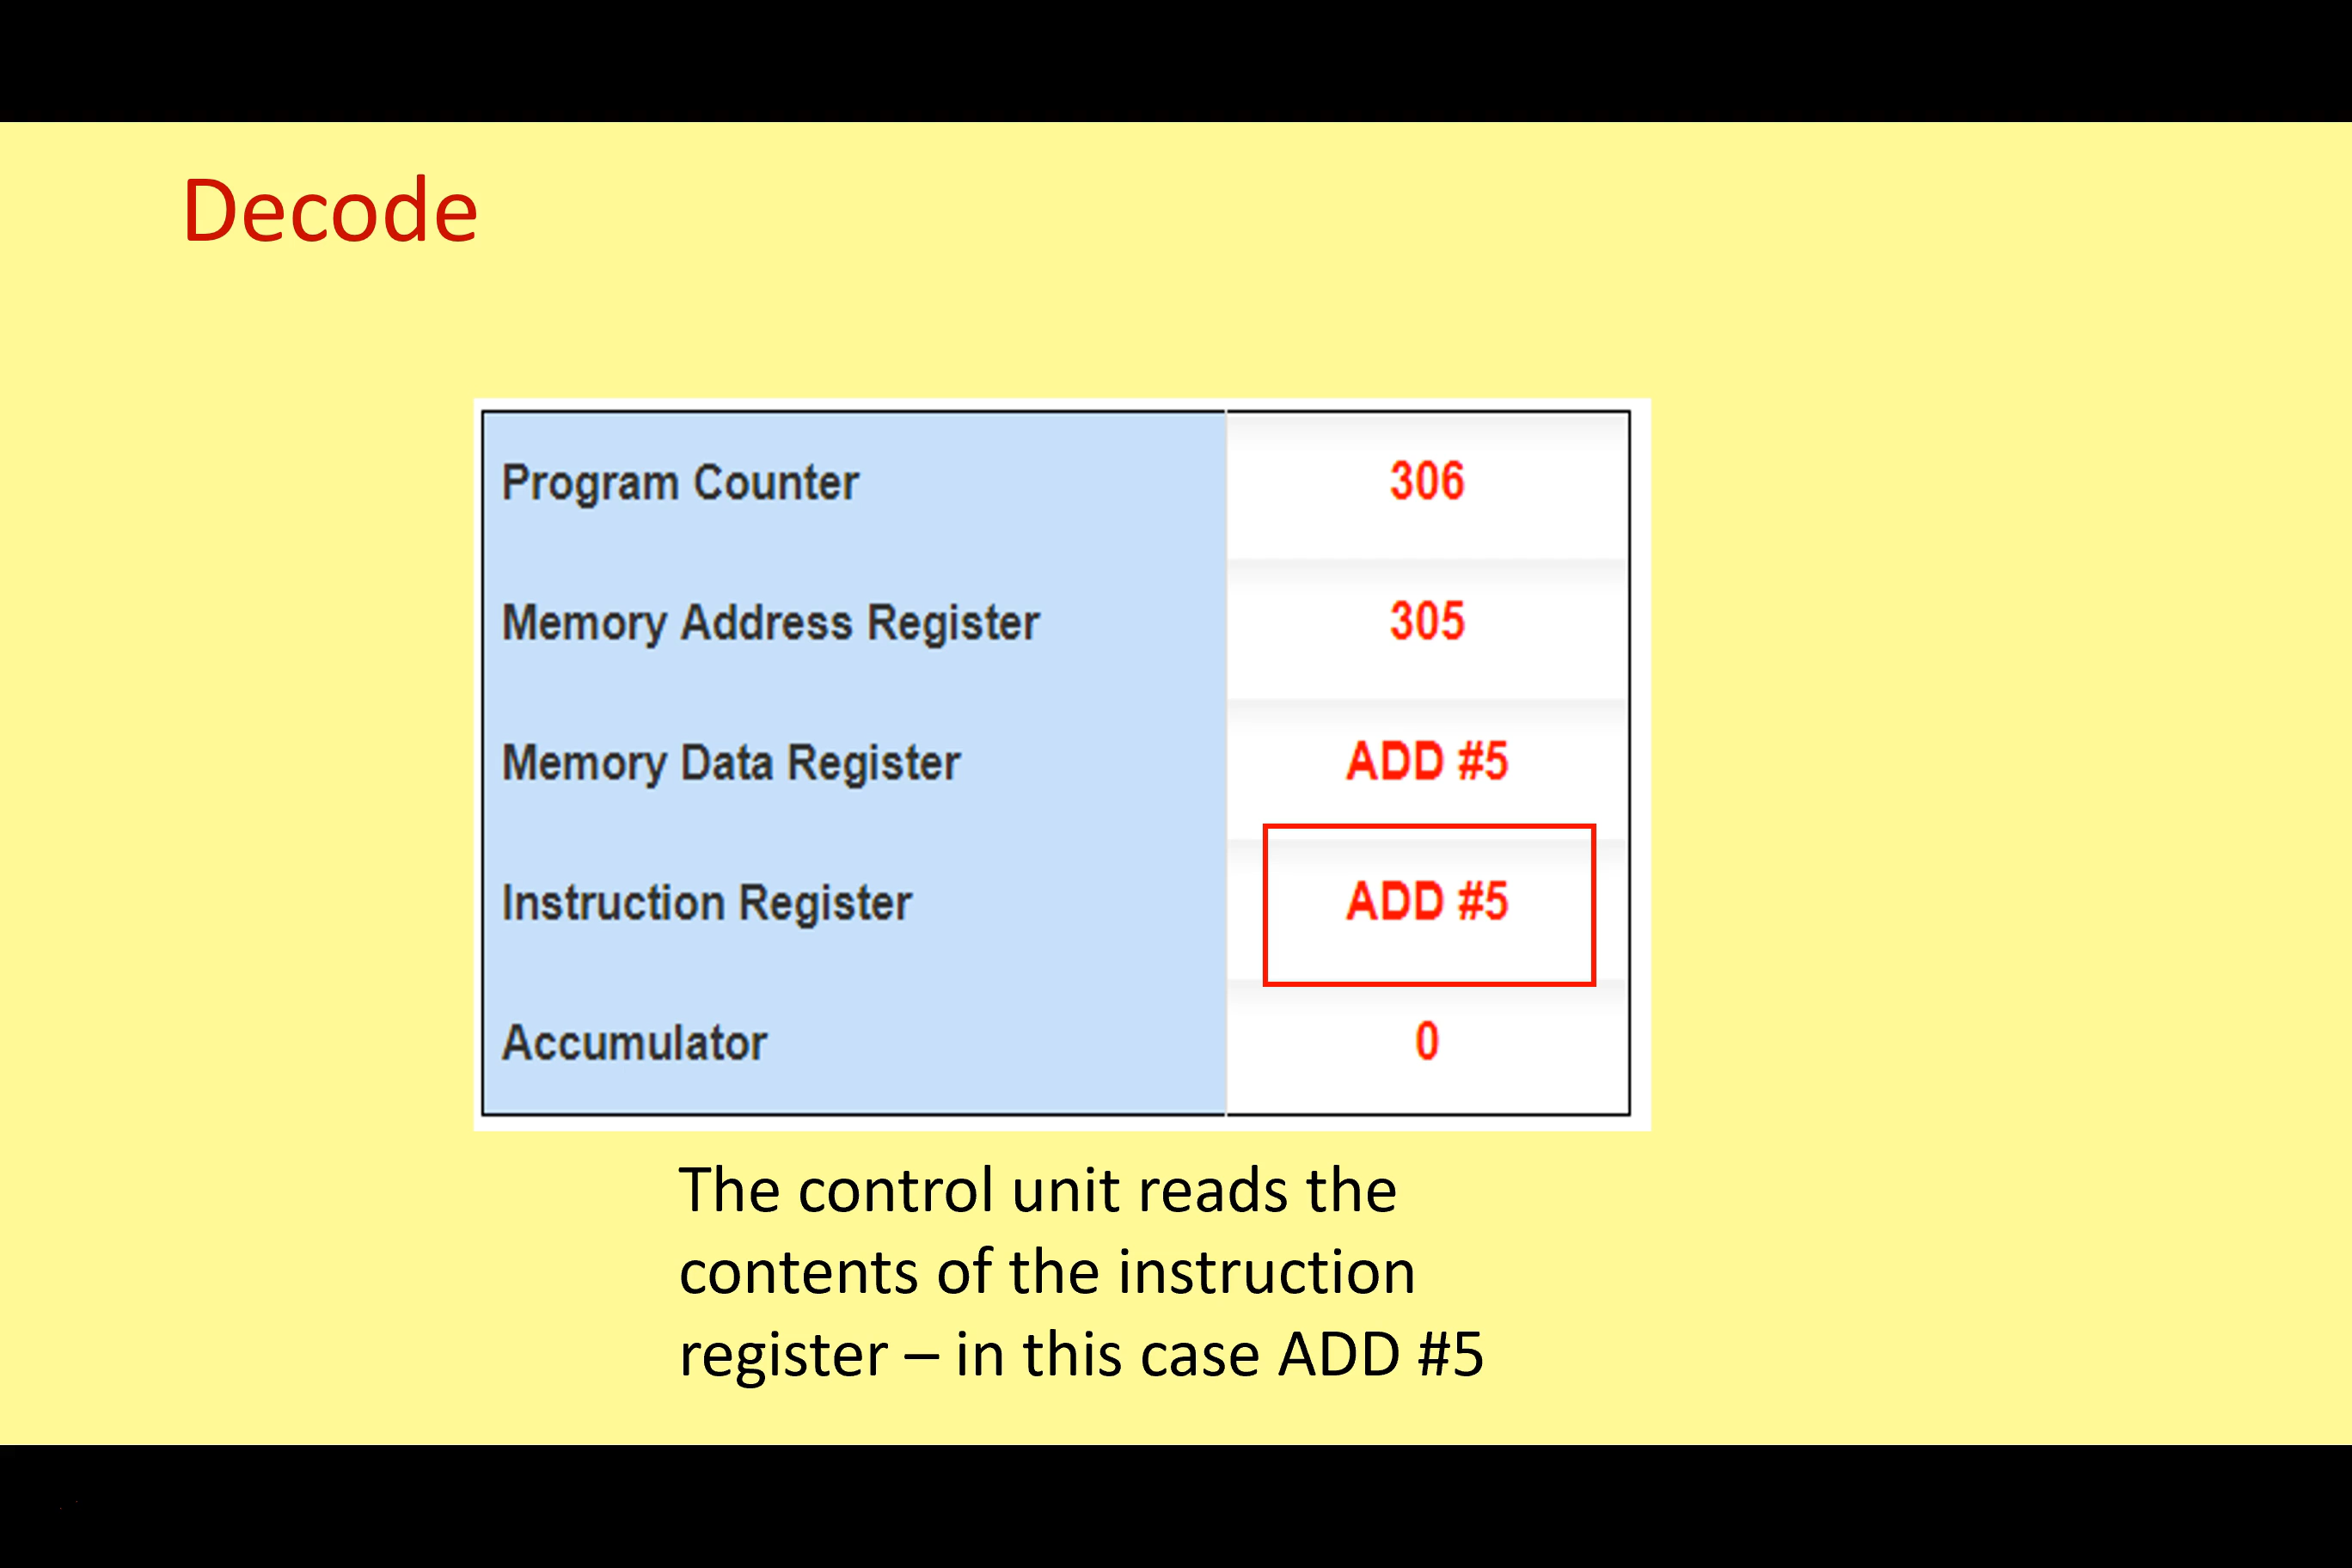 Decode
Program Counter 306
Memory Address Register 305
Memory Data Register ADD #5
Instruction Register ADD #5
Accumulator 0
The control unit reads the
contents of the instruction
register – in this case ADD #5